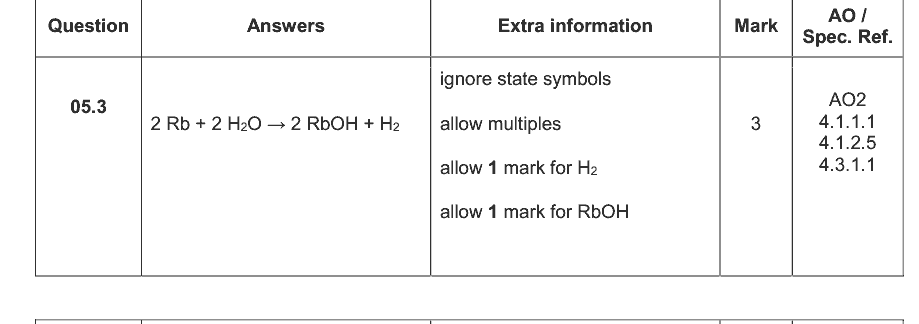 Question Answers Extra information Mark AO /
Spec. Ref.
ignore state symbols
05.3 AO2
2 Rb + 2 H₂O → 2 RbOH + H₂ allow multiples 3 4.1.1.1
4.1.2.5
allow 1 mark for H₂ 4.3.1.1
allow 1 mark for RbOH